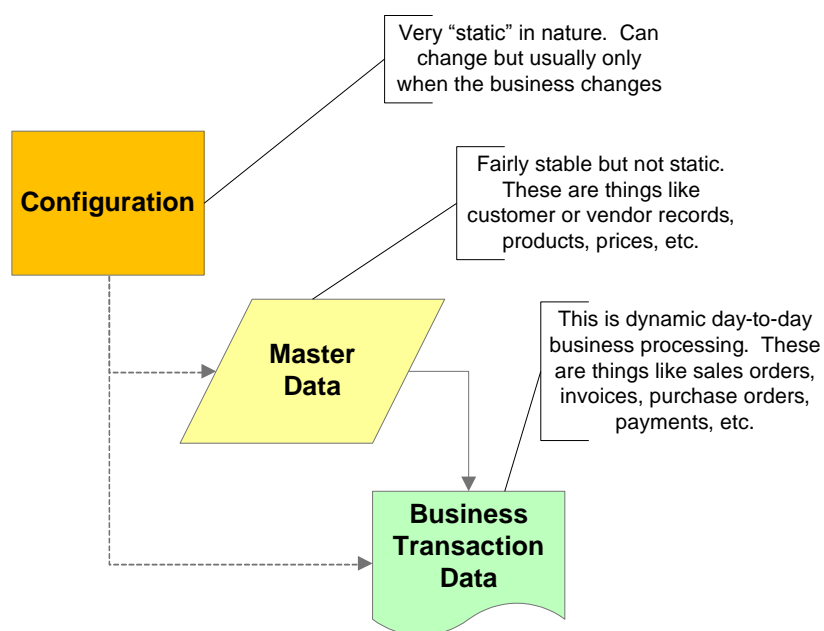 Very “static” in nature.  Can
change but usually only
when the business changes
Configuration
Fairly stable but not static.
These are things like
customer or vendor records,
products, prices, etc.
Master
Data
This is dynamic day-to-day
business processing.  These
are things like sales orders,
invoices, purchase orders,
payments, etc.
Business
Transaction
Data